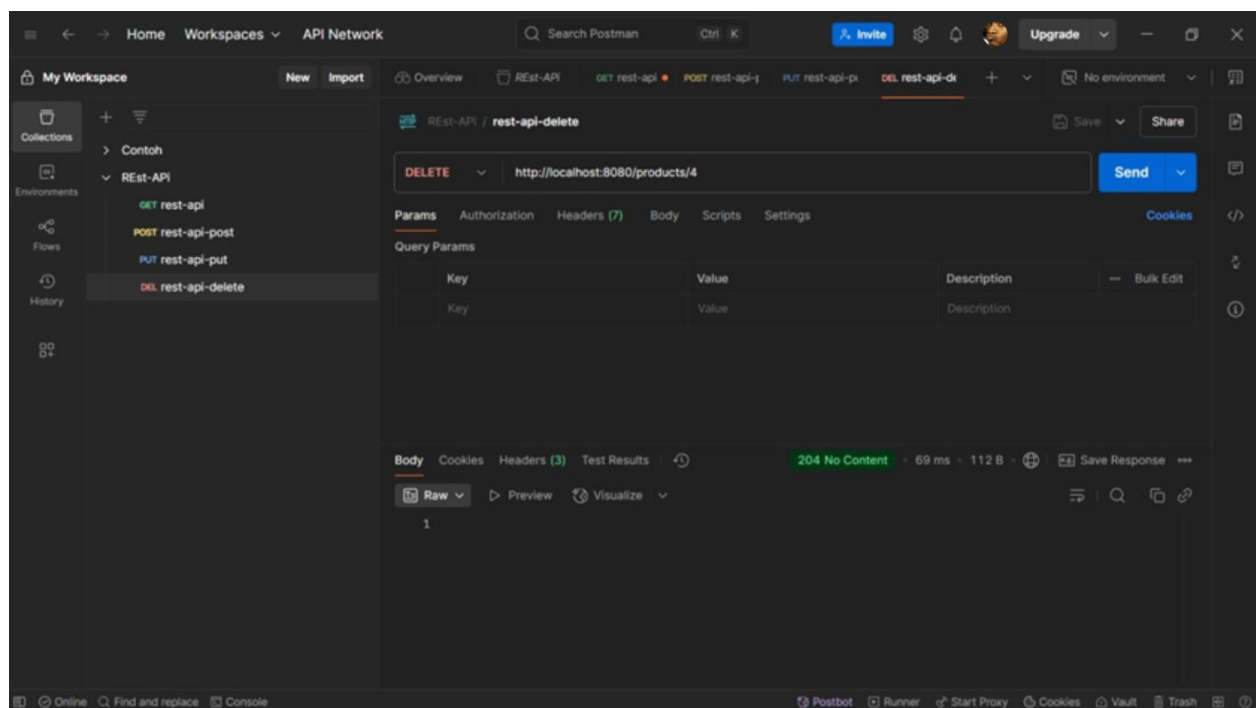 Home Workspaces API Network Search Postman Ctrl K Invite Upgrade
My Workspace New Import Overview REst-API GET rest-api POST rest-api-p PUT rest-api-p DEL rest-api-de No environment
Collections
REst-API / rest-api-delete Save Share
Contoh
DELETE http://localhost:8080/products/4 Send
REst-APi
Environments
GET rest-api
Params Authorization Headers (7) Body Scripts Settings Cookies
POST rest-api-post
Flows
Query Params
PUT rest-api-put
Key Value Description Bulk Edit
DEL rest-api-delete
History
Key Value Description
Body Cookies Headers (3) Test Results 204 No Content 69 ms 112 B Save Response
Raw Preview Visualize
1
Online Find and replace Console Postbot Runner Start Proxy Cookies Vault Trash